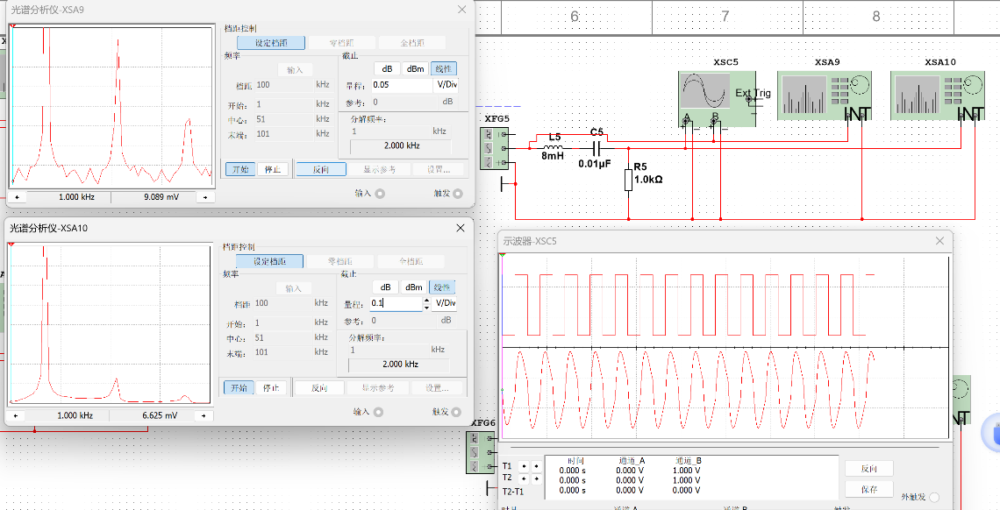 光谱分析仪-XSA9
档距控制
设定档距 零档距 全档距
频率
输入
档距 100 kHz
开始: 1 kHz
中心: 51 kHz
末端: 101 kHz
截止
dB dBm 线性
量程: 0.05 V/Div
参考: 0 dB
分解频率:
1 kHz
2.000 kHz
开始 停止 反向 显示参考 设置...
1.000 kHz 9.089 mV
输入 触发
光谱分析仪-XSA10
档距控制
设定档距 零档距 全档距
频率
输入
档距 100 kHz
开始: 1 kHz
中心: 51 kHz
末端: 101 kHz
截止
dB dBm 线性
量程: 0.1 V/Div
参考: 0 dB
分解频率:
1 kHz
2.000 kHz
开始 停止 反向 显示参考 设置...
1.000 kHz 6.625 mV
输入 触发
6 7 8
XSC5 XSA9 XSA10
Ext Trig
A B
INT INT
XFG5
L5
8mH
C5
0.01µF
R5
1.0kΩ
XFG6
示波器-XSC5
时间 通道_A 通道_B
T1 0.000 s 0.000 V 1.000 V
T2 0.000 s 0.000 V 1.000 V
T2-T1 0.000 s 0.000 V 0.000 V
反向
保存
外触发